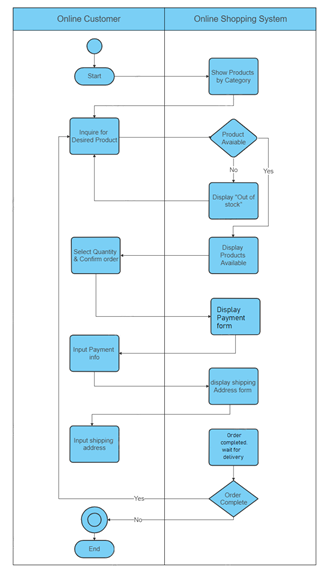 Online Customer
Online Shopping System
Start
Show Products
by Category
Inquire for
Desired Product
Product
Avaiable
No
Yes
Display "Out of
stock"
Select Quantity
& Confirm order
Display
Products
Available
Display
Payment
form
Input Payment
info
display shipping
Address form
Input shipping
address
Order
completed.
wait for
delivery
Order
Complete
Yes
No
End